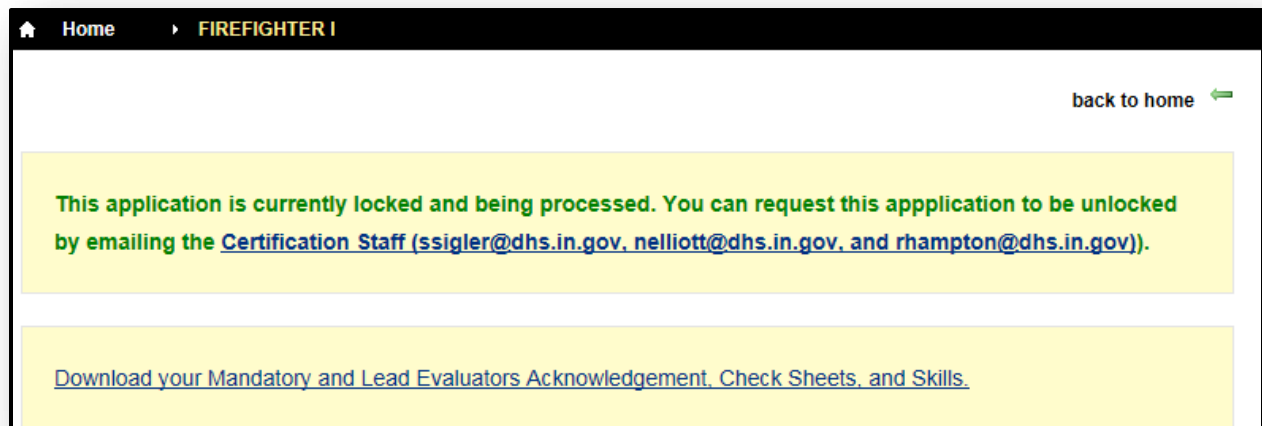 Home FIREFIGHTER I
back to home
This application is currently locked and being processed. You can request this appplication to be unlocked
by emailing the Certification Staff (ssigler@dhs.in.gov, nelliott@dhs.in.gov, and rhampton@dhs.in.gov)).
Download your Mandatory and Lead Evaluators Acknowledgement, Check Sheets, and Skills.